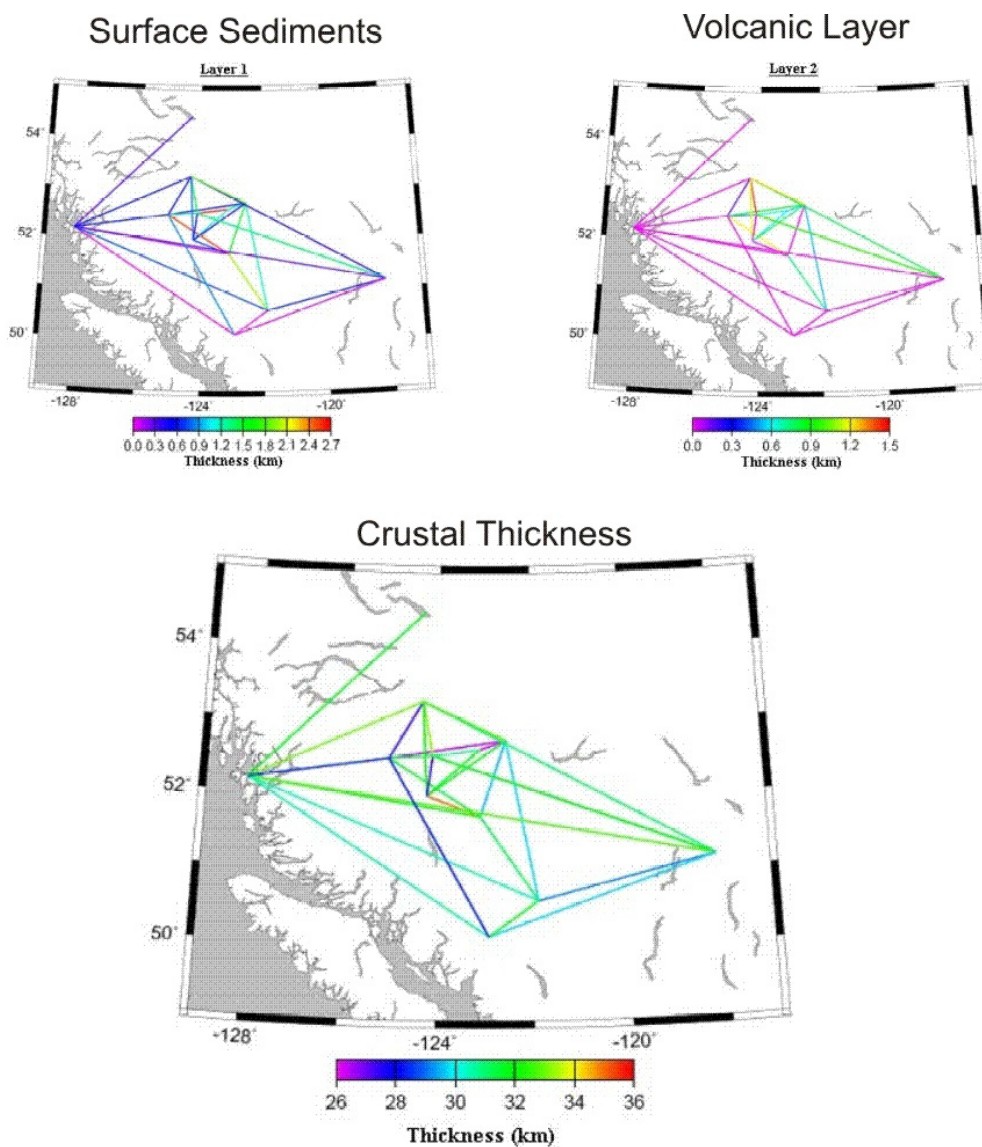 Surface Sediments
Volcanic Layer
Layer 1
Layer 2
54°
52°
50°
-128°
-124°
-120°
0.0 0.3 0.6 0.9 1.2 1.5 1.8 2.1 2.4 2.7
Thickness (km)
54°
52°
50°
-128°
-124°
-120°
0.0 0.3 0.6 0.9 1.2 1.5
Thickness (km)
Crustal Thickness
54°
52°
50°
-128°
-124°
-120°
26 28 30 32 34 36
Thickness (km)